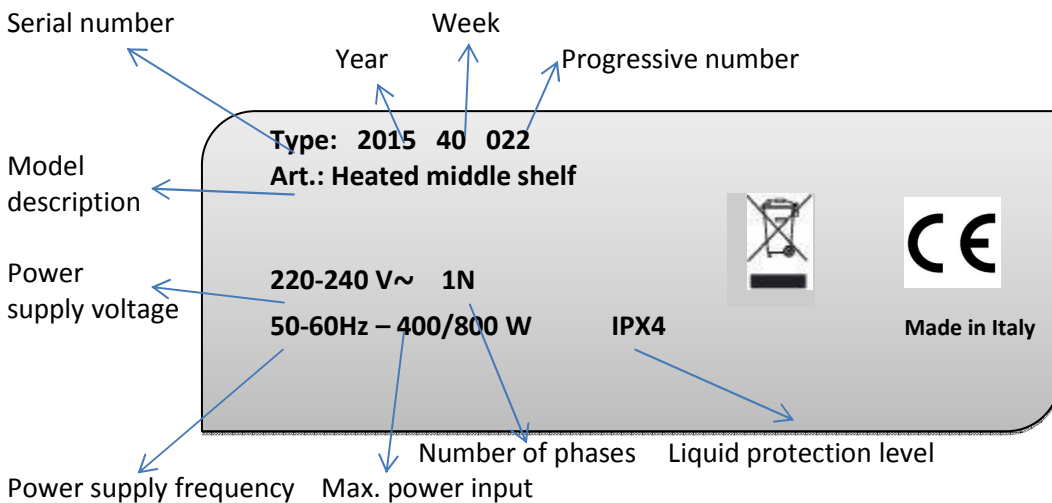 Serial number
Week
Year
Progressive number
Type: 2015 40 022
Model
description
Art.: Heated middle shelf
CE
Power
supply voltage
220-240 V~ 1N
50-60Hz – 400/800 W IPX4 Made in Italy
Number of phases Liquid protection level
Power supply frequency Max. power input